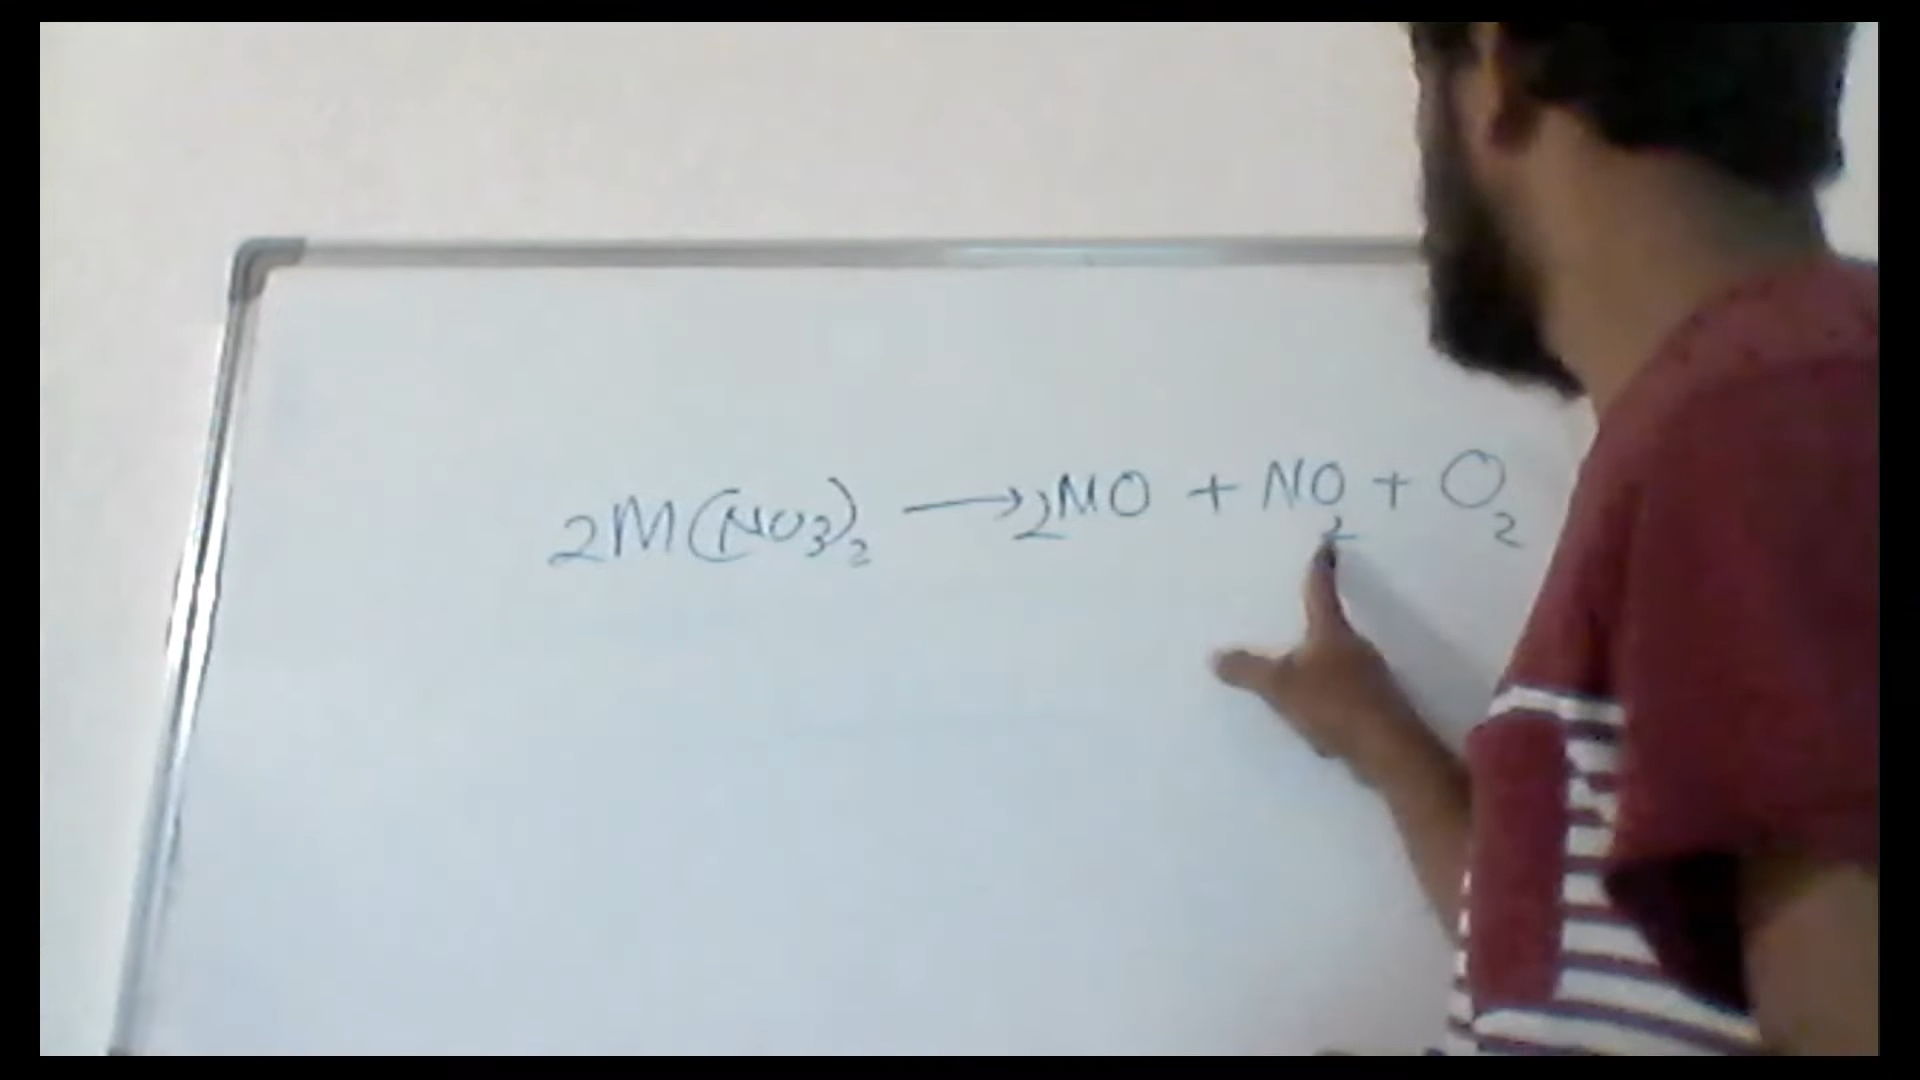 2M(NO3)2 → 2MO + NO2 + O2